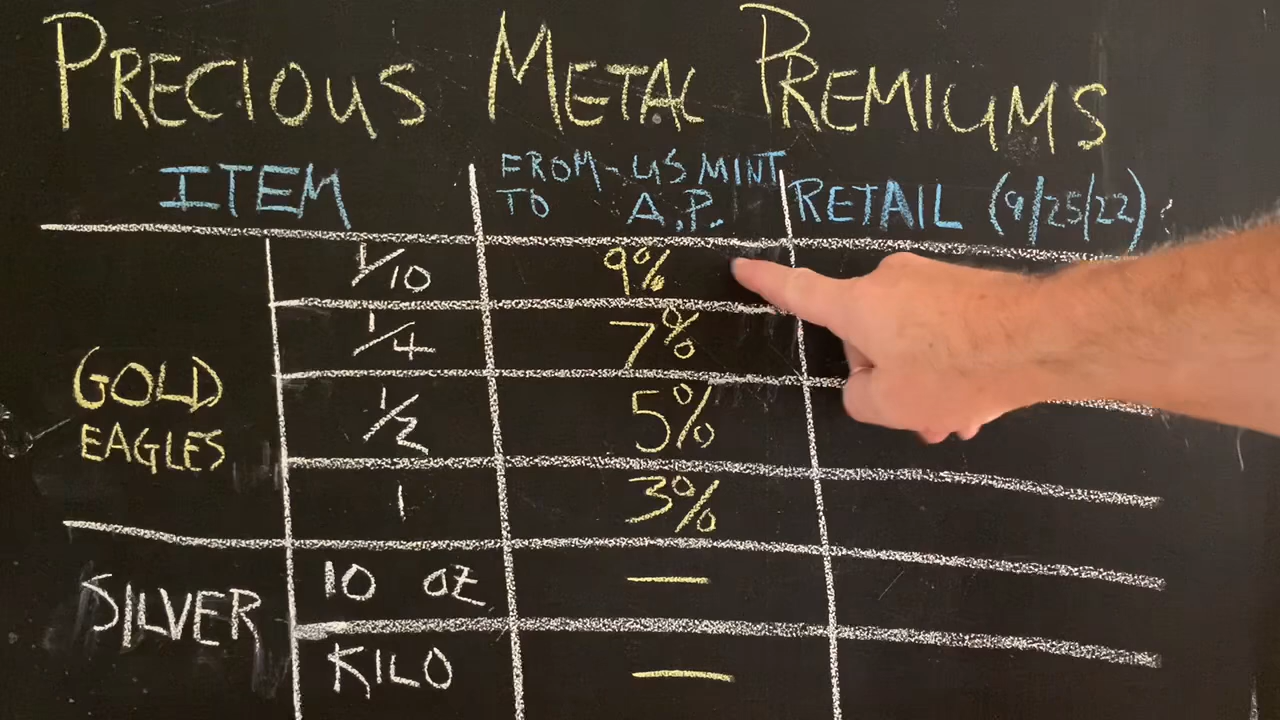 PRECIOUS METAL PREMIUMS
ITEM
FROM - US MINT
TO A.P.
RETAIL (9/25/22)
GOLD
EAGLES
1/10 9%
1/4 7%
1/2 5%
1 3%
SILVER
10 OZ —
KILO —